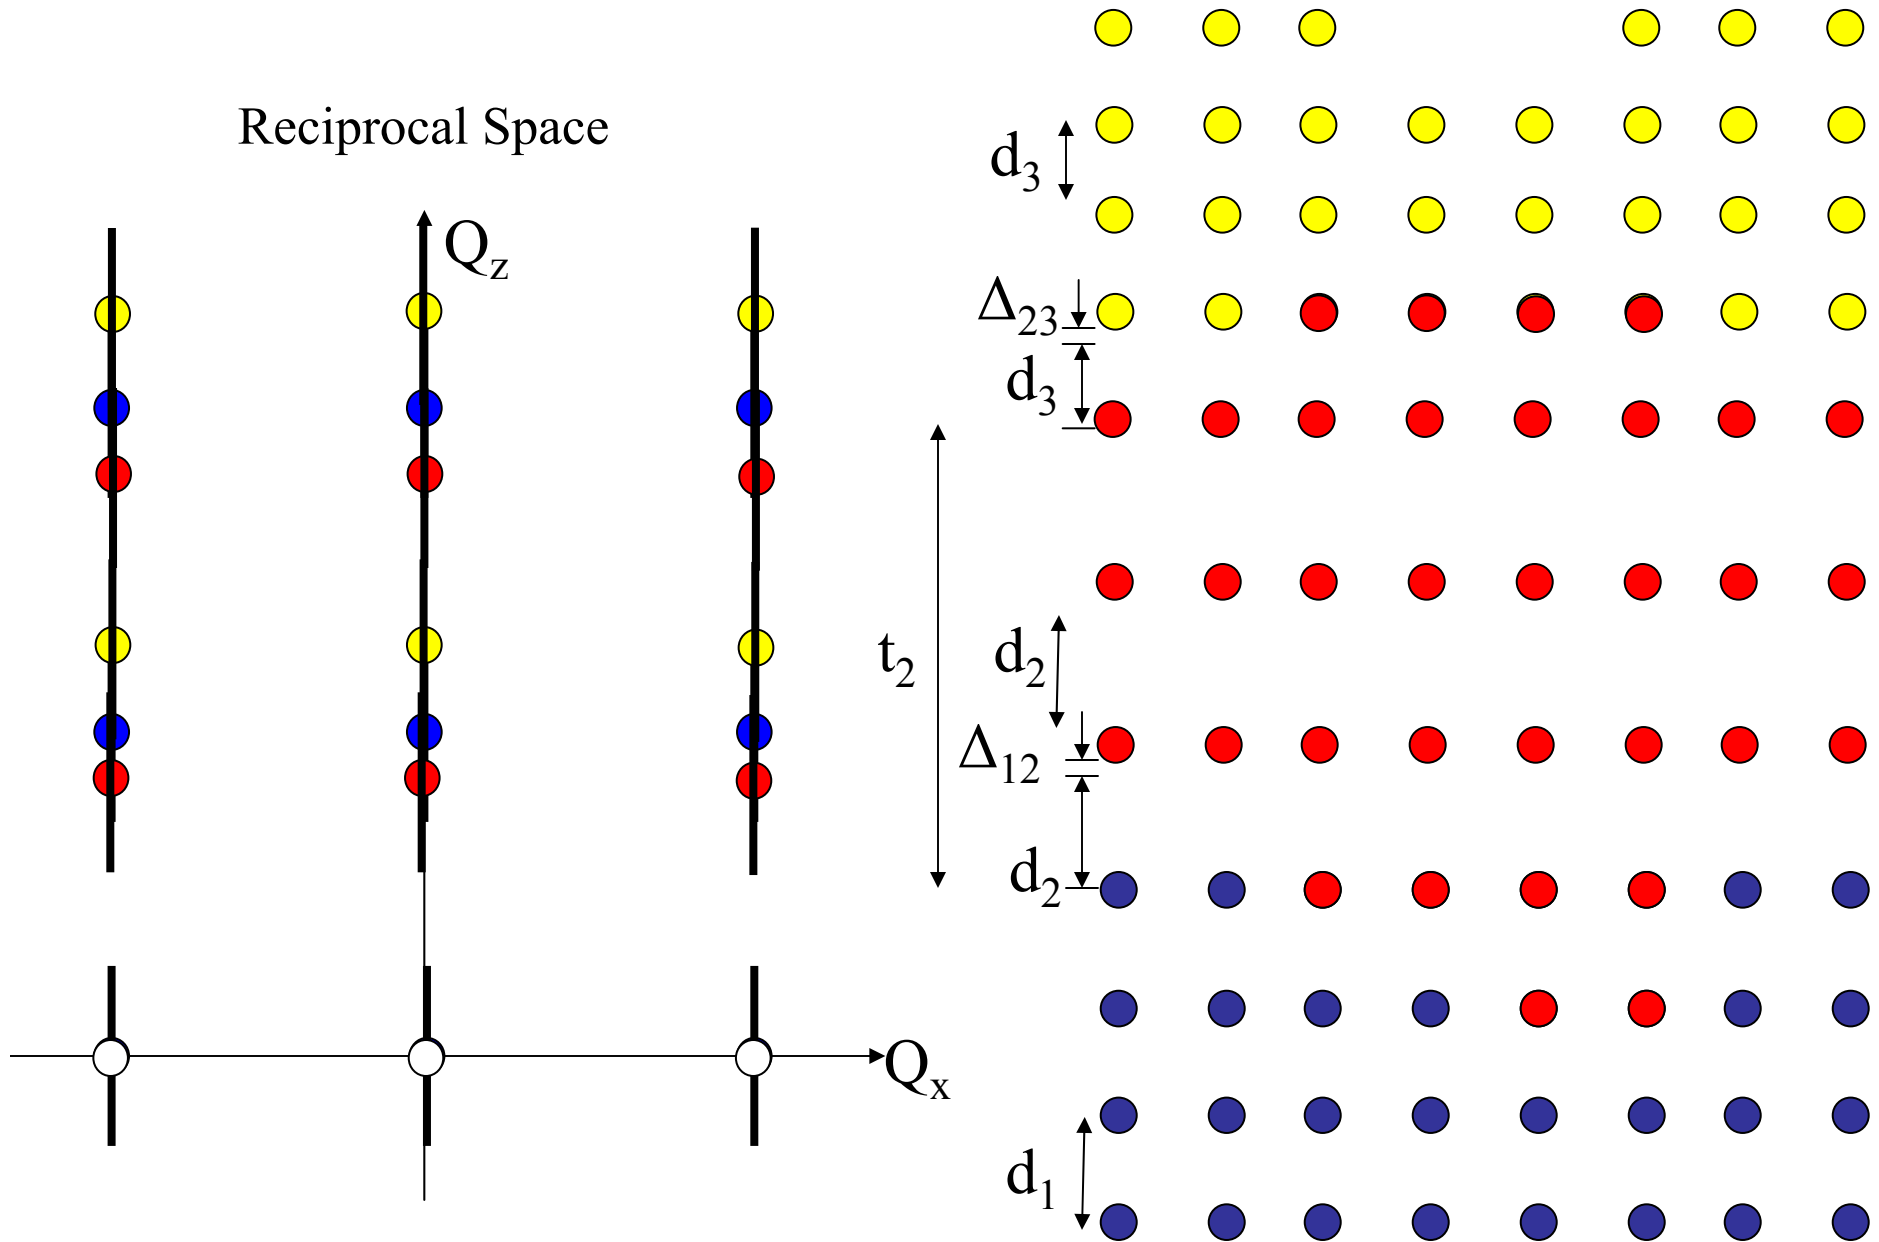 Reciprocal Space
Q_z
Q_x
d_3
Δ_23
d_3
t_2
d_2
Δ_12
d_2
d_1